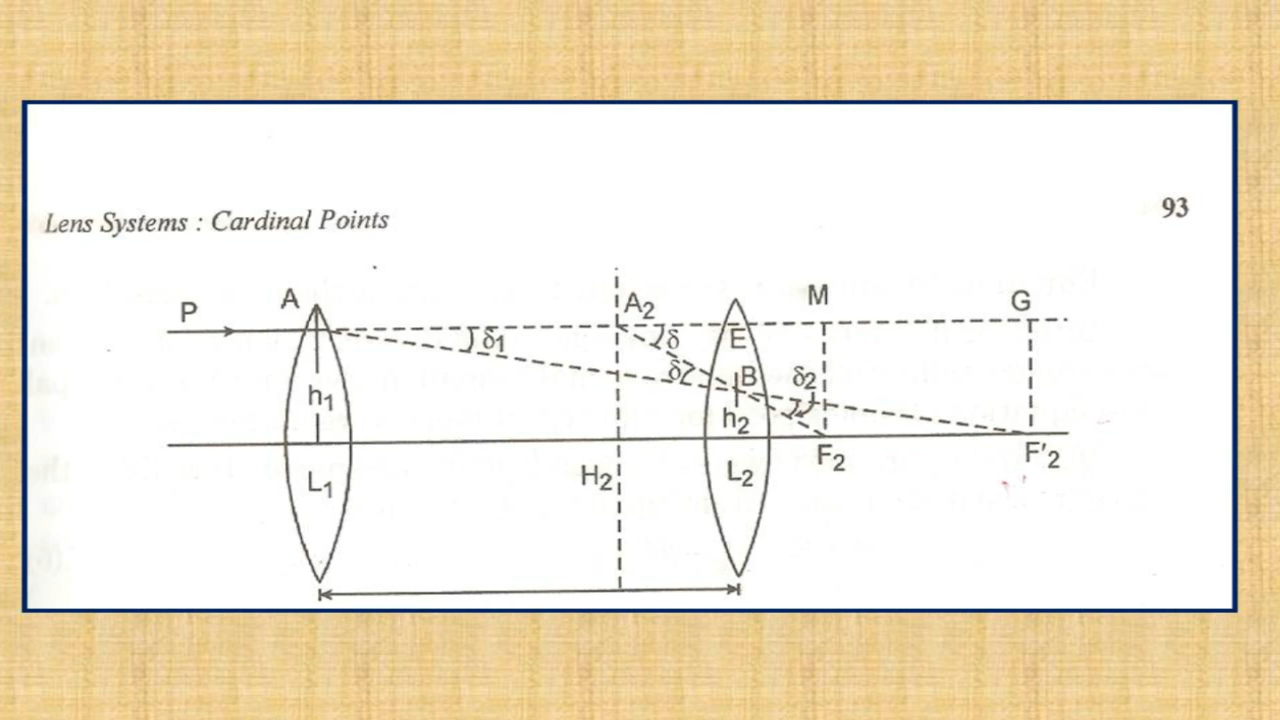 Lens Systems : Cardinal Points
93
P
A
A₂
M
G
δ₁
δ
E
δ
B
δ₂
h₁
h₂
L₁
H₂
L₂
F₂
F'₂